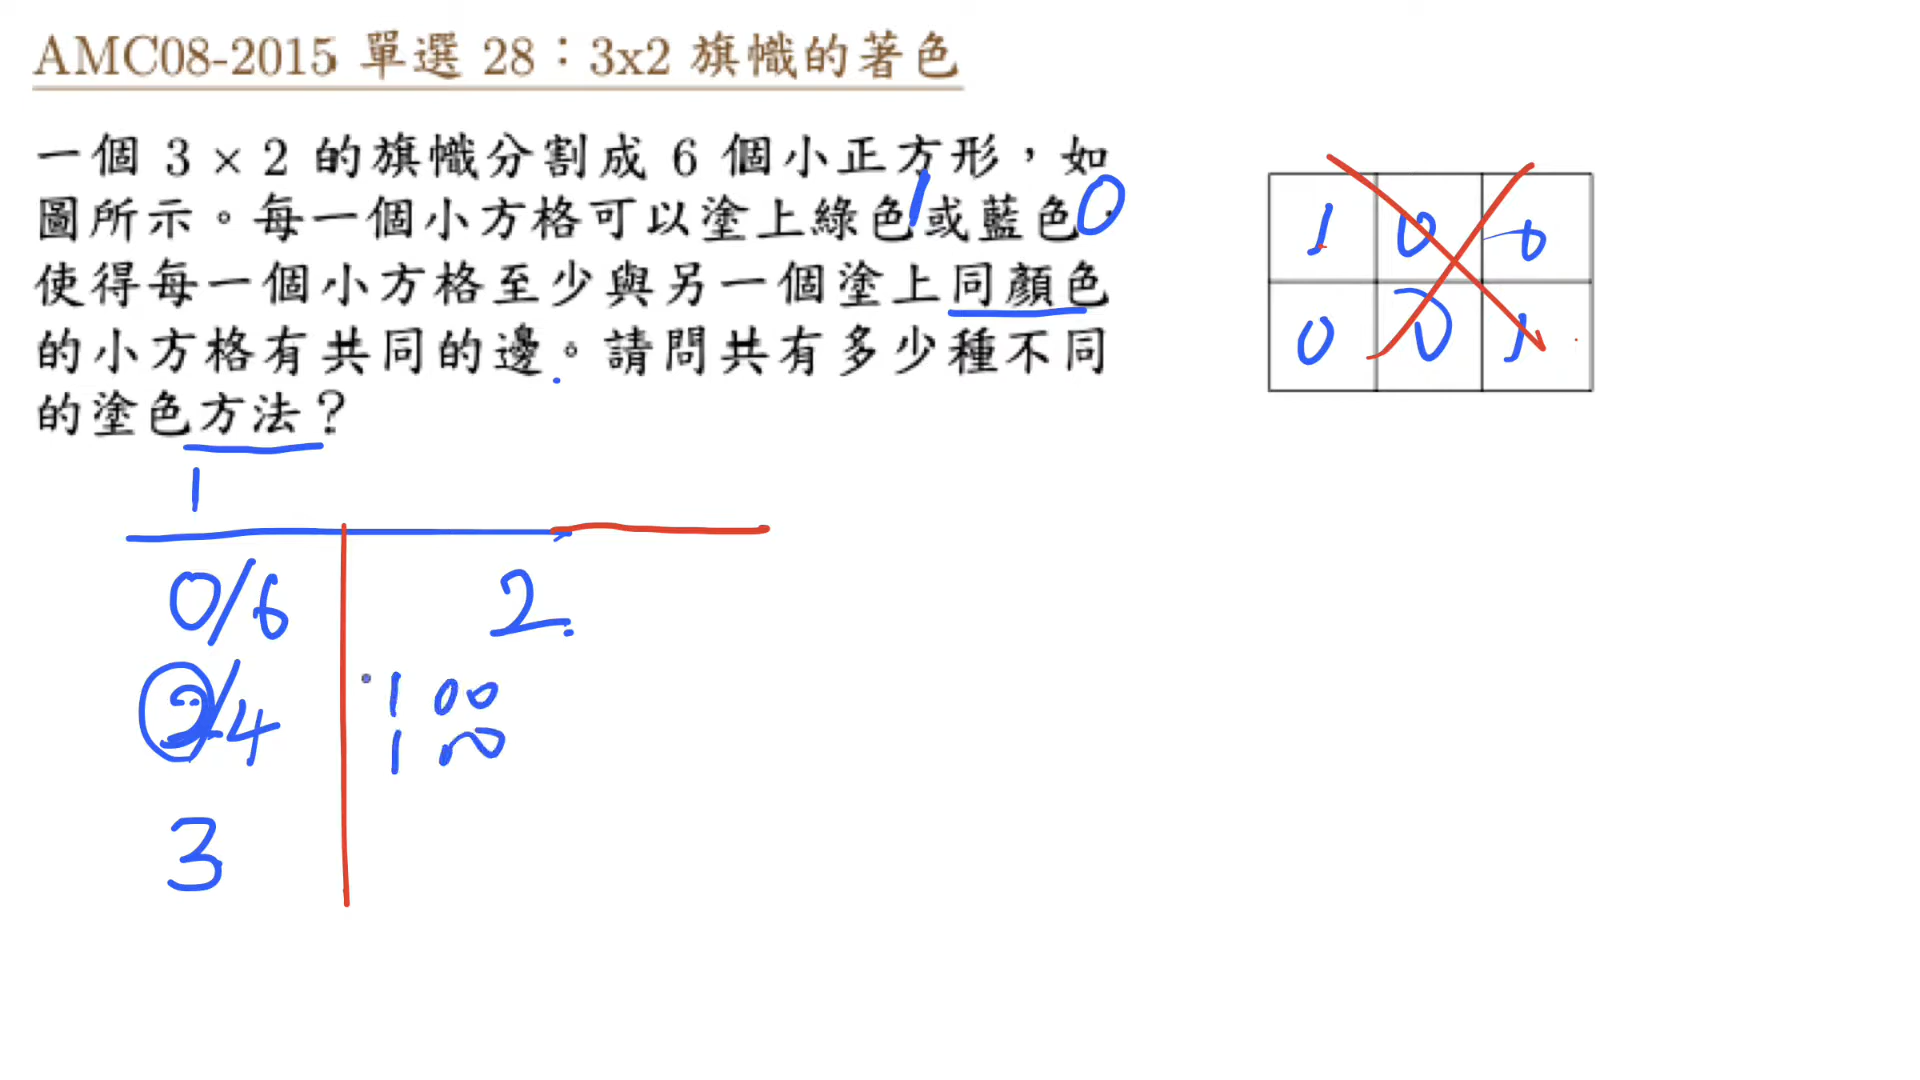 AMC08-2015 單選 28：3x2 旗幟的著色
一個 3 × 2 的旗幟分割成 6 個小正方形，如
圖所示。每一個小方格可以塗上綠色1或藍色0，
使得每一個小方格至少與另一個塗上同顏色
的小方格有共同的邊。請問共有多少種不同
的塗色方法？
1 0 0
0 0 1
1
0/6 2
2/4 1 0 0
1 0 0
3